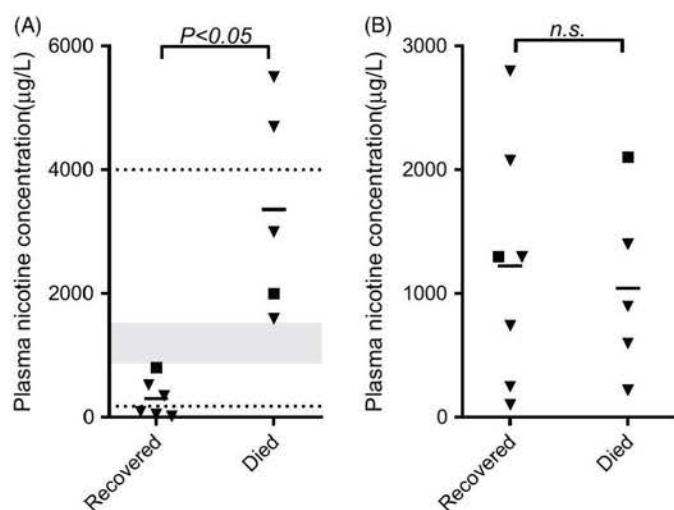 (A)
P<0.05
Plasma nicotine concentration(μg/L)
6000
4000
2000
0
Recovered
Died
(B)
n.s.
Plasma nicotine concentration(μg/L)
3000
2000
1000
0
Recovered
Died